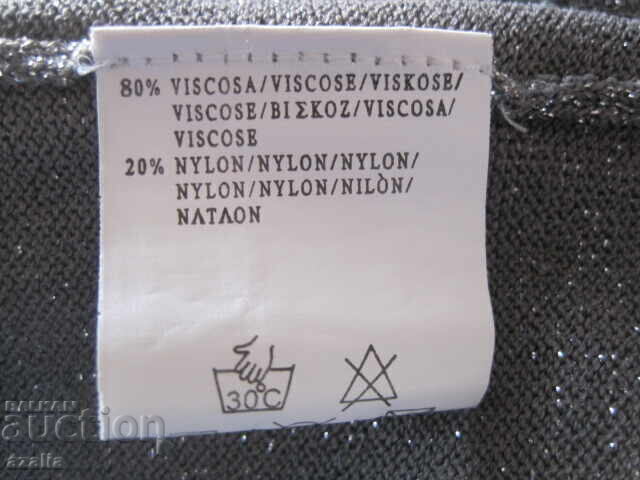 80% VISCOSA/VISCOSE/VISKOSE/
VISCOSE/ΒΙΣΚΟΖ/VISCOSA/
VISCOSE
20% NYLON/NYLON/NYLON/
NYLON/NYLON/NILÒN/
ΝΑΤΛΟΝ
30°C
BALKAN
auction
azalia